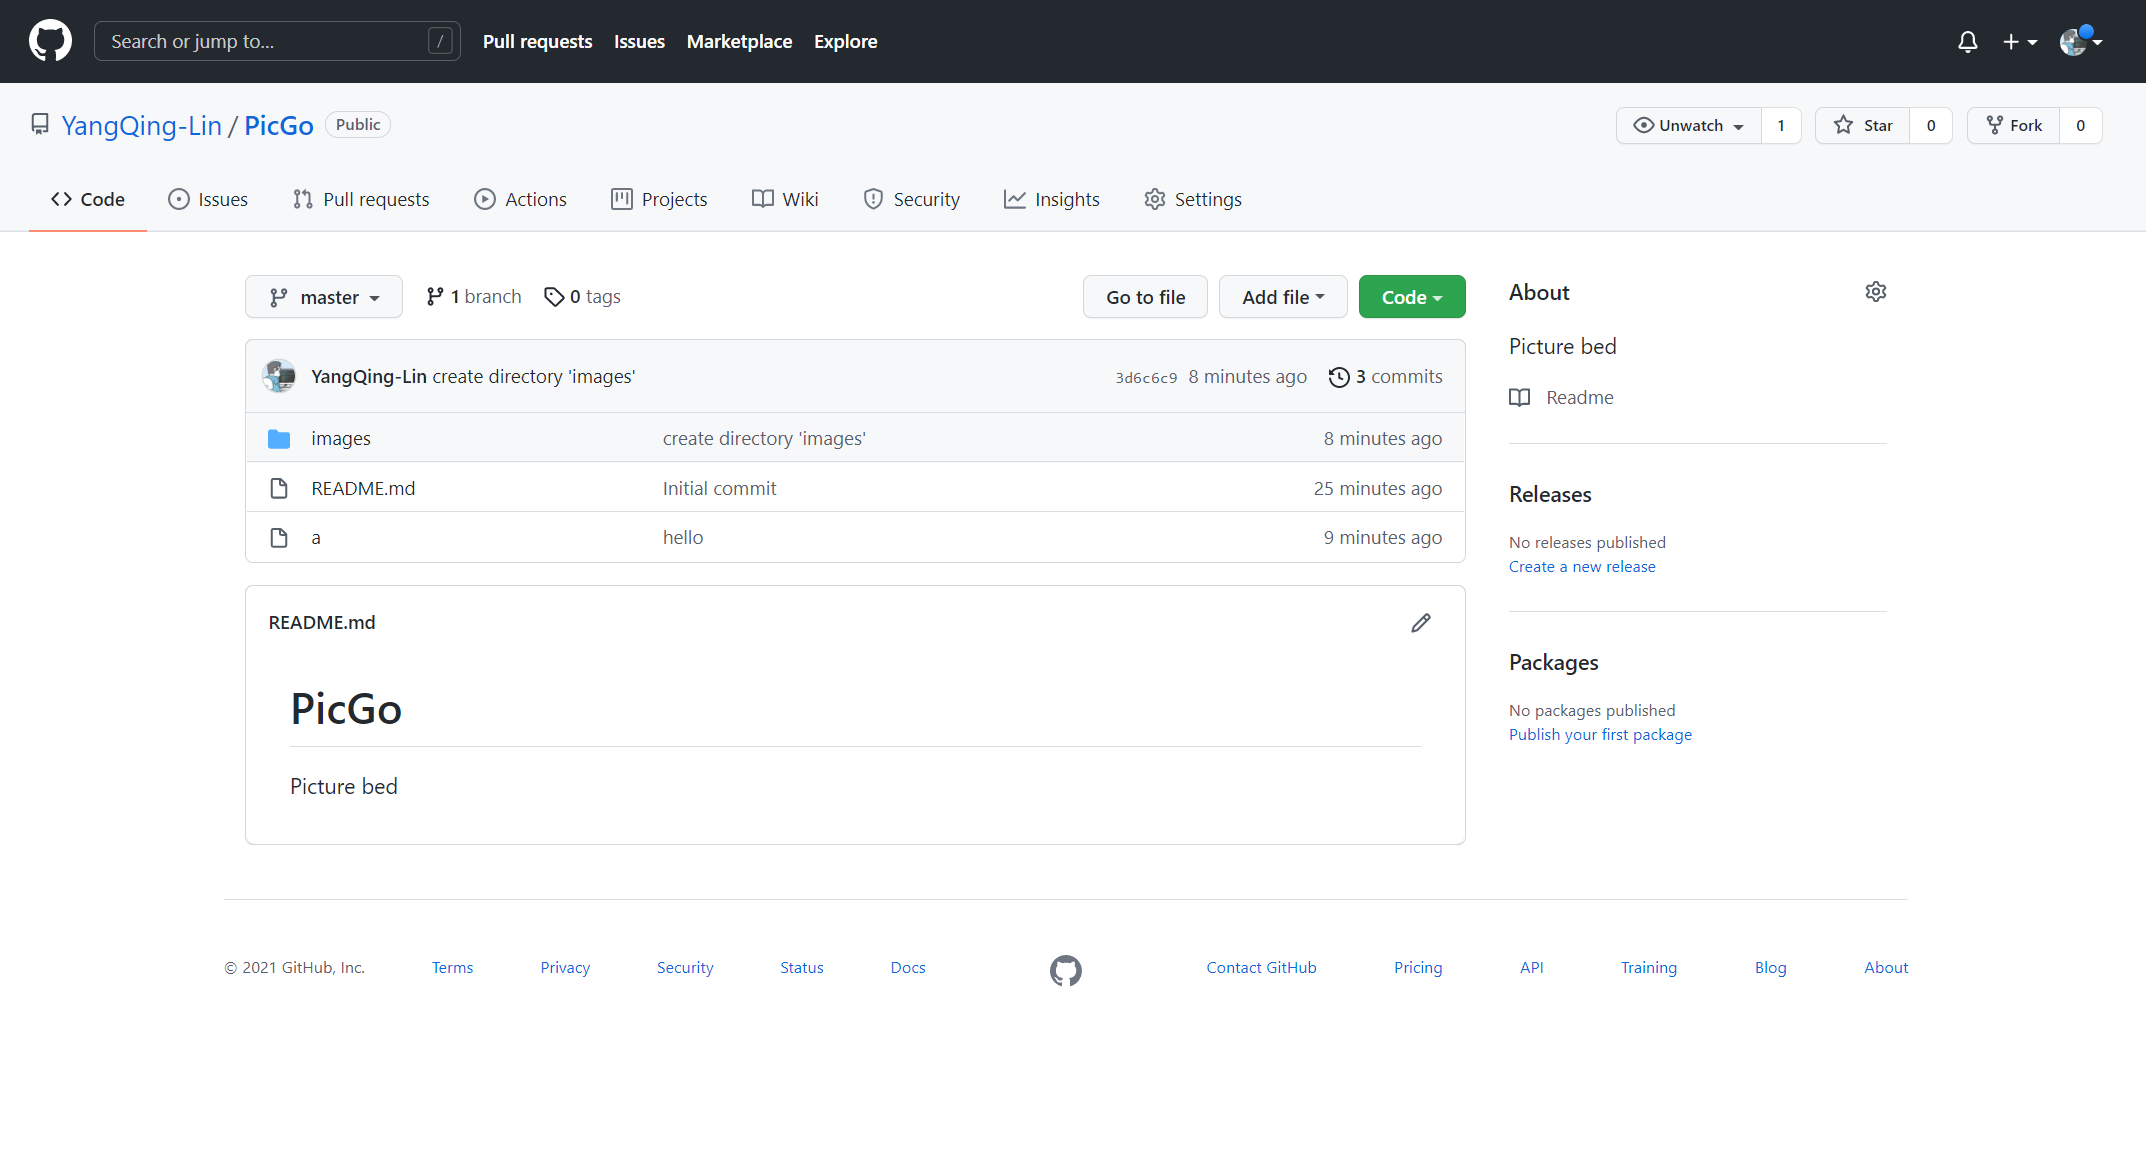 Search or jump to... / Pull requests Issues Marketplace Explore
YangQing-Lin / PicGo Public Unwatch 1 Star 0 Fork 0
Code Issues Pull requests Actions Projects Wiki Security Insights Settings
master 1 branch 0 tags Go to file Add file Code
YangQing-Lin create directory 'images' 3d6c6c9 8 minutes ago 3 commits
images create directory 'images' 8 minutes ago
README.md Initial commit 25 minutes ago
a hello 9 minutes ago
README.md
PicGo
Picture bed
About
Picture bed
Readme
Releases
No releases published
Create a new release
Packages
No packages published
Publish your first package
© 2021 GitHub, Inc. Terms Privacy Security Status Docs Contact GitHub Pricing API Training Blog About